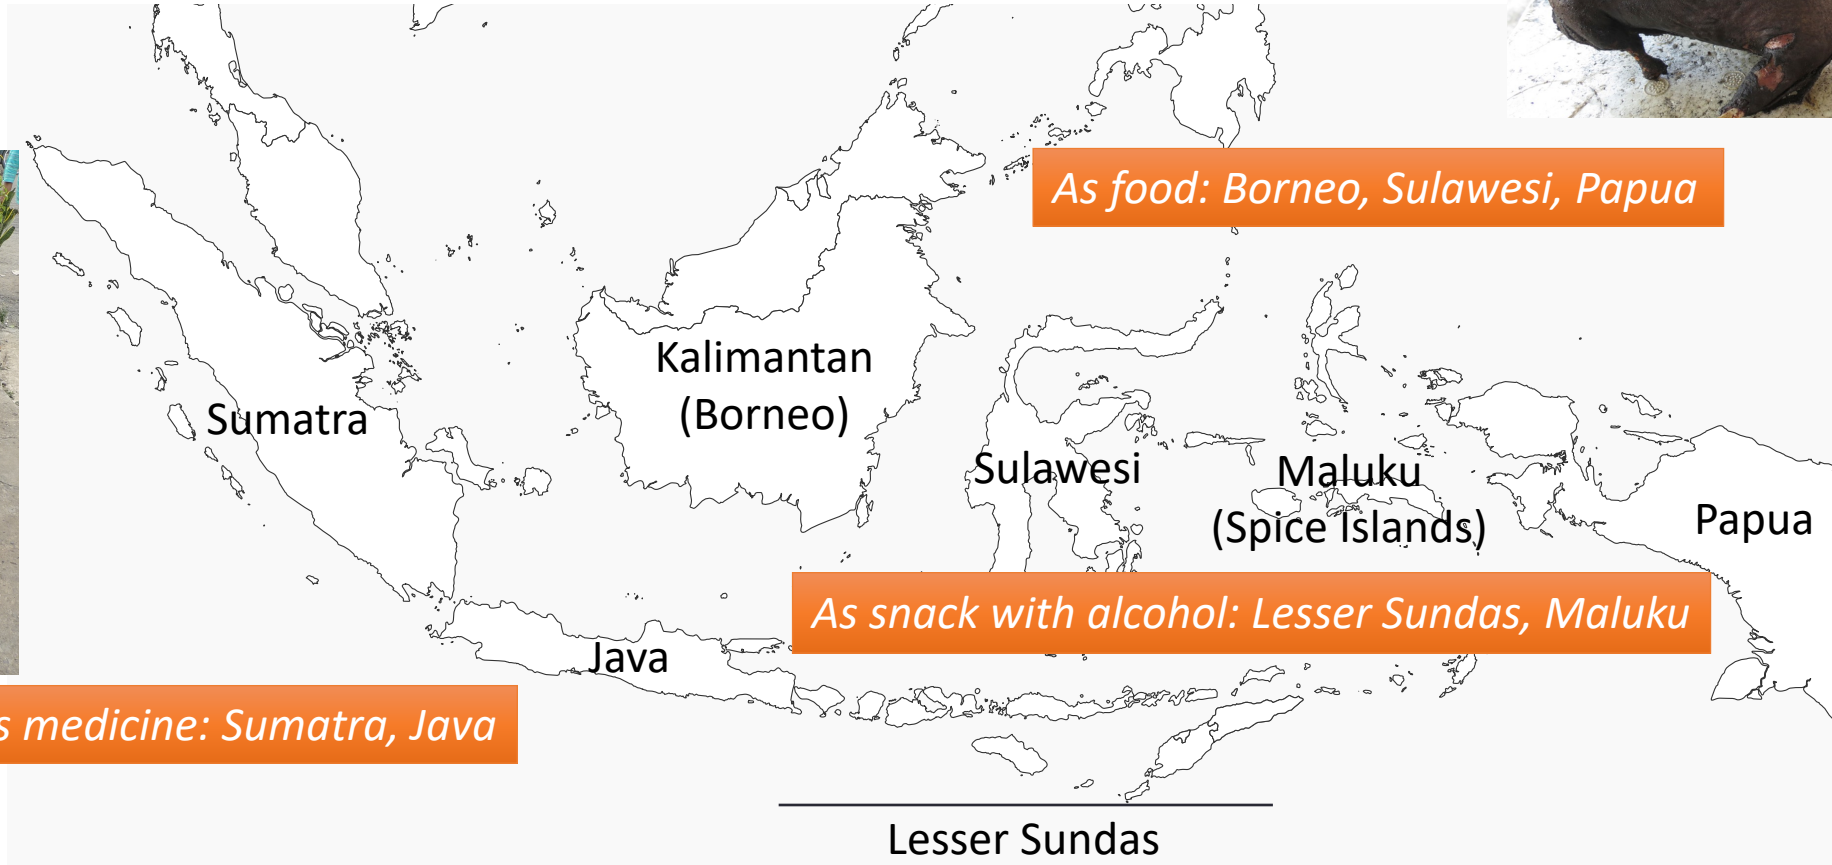 As food: Borneo, Sulawesi, Papua
Kalimantan
(Borneo)
Sumatra
Sulawesi
Maluku
(Spice Islands)
Papua
As snack with alcohol: Lesser Sundas, Maluku
Java
s medicine: Sumatra, Java
Lesser Sundas